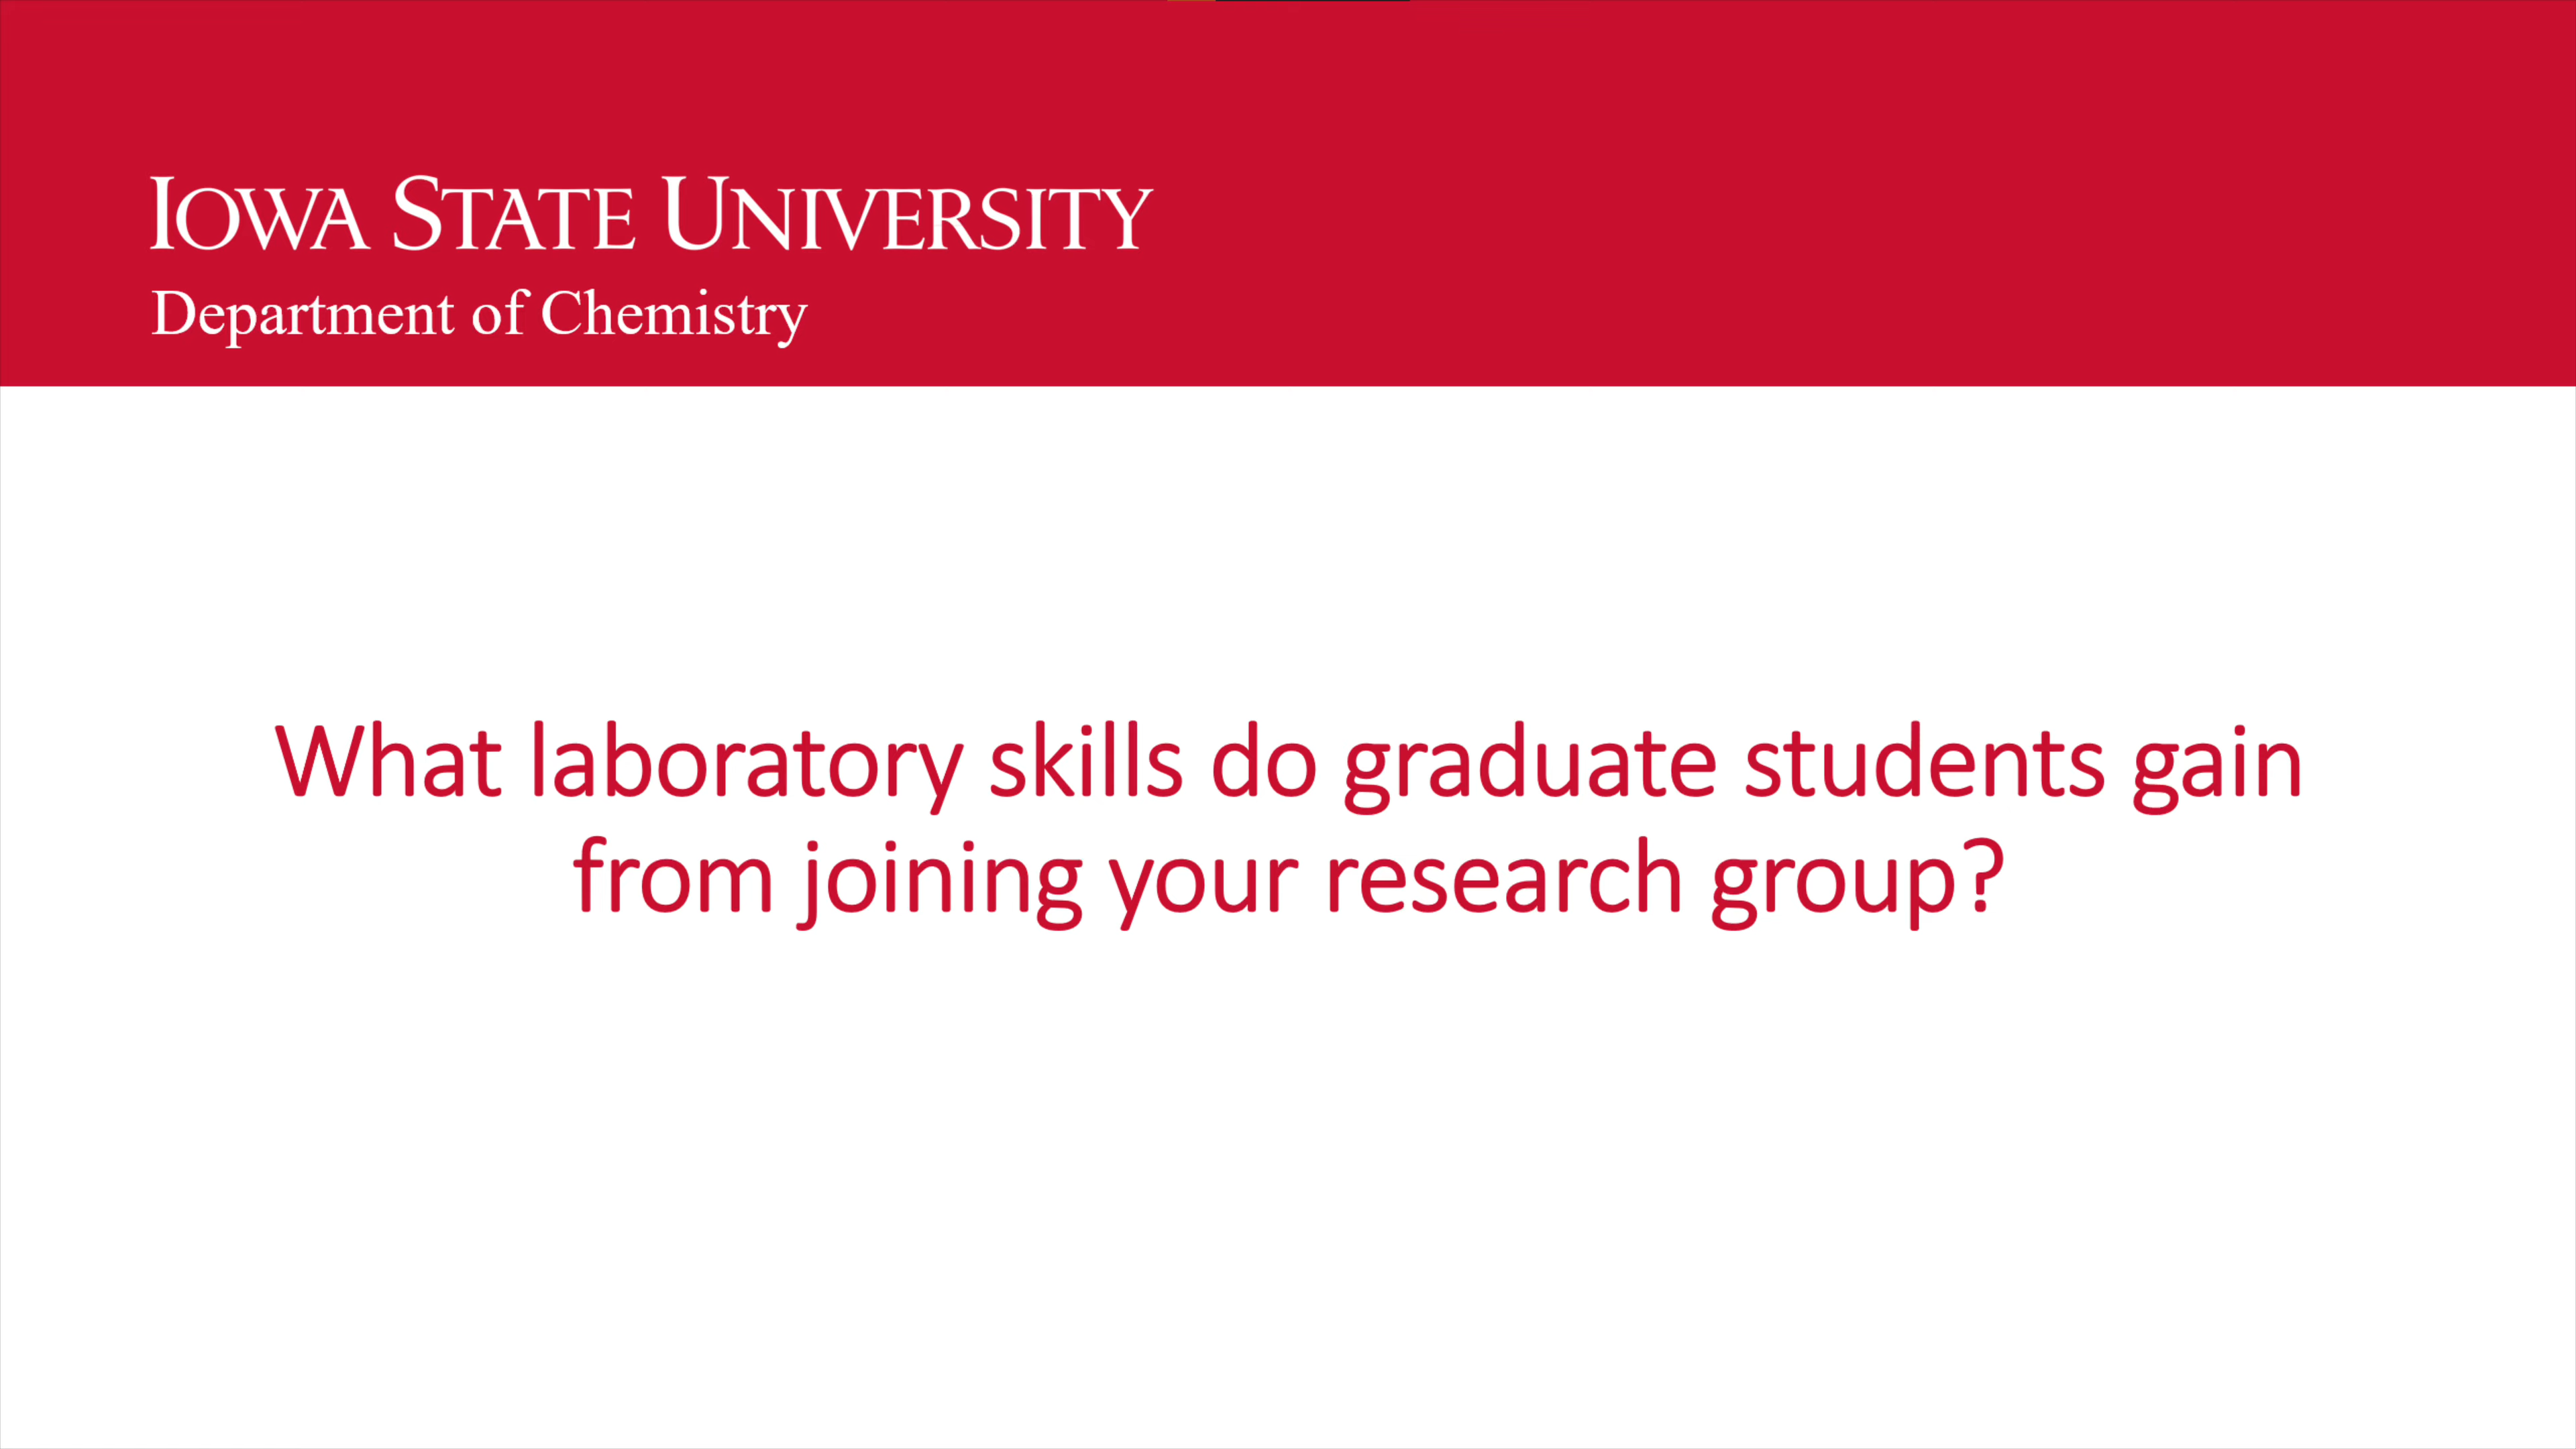 IOWA STATE UNIVERSITY
Department of Chemistry
What laboratory skills do graduate students gain
from joining your research group?